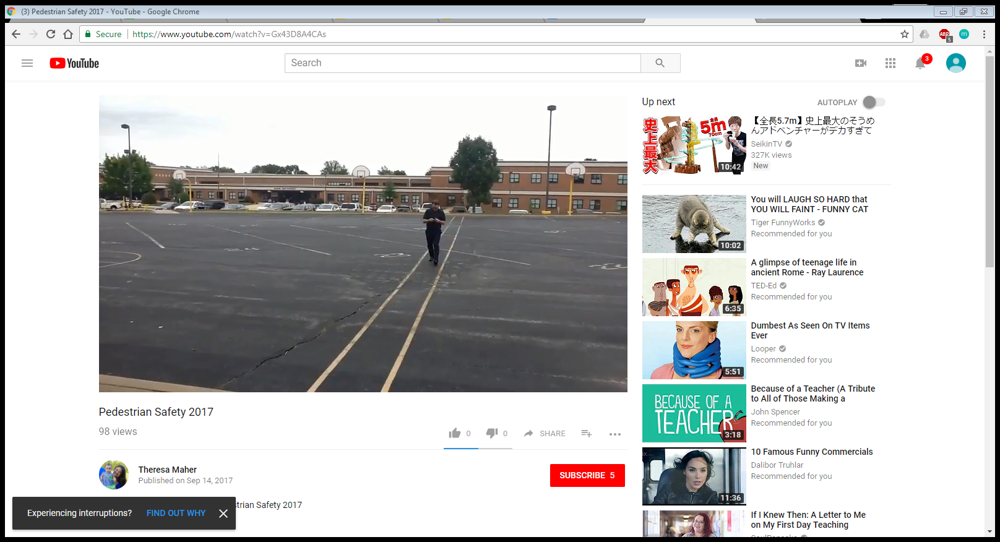 (3) Pedestrian Safety 2017 - YouTube - Google Chrome
Secure https://www.youtube.com/watch?v=Gx43D8A4CAs
ABP 5 m
YouTube
Search
3
Up next
AUTOPLAY
史上最大
全長
5m
70cm
10:42
【全長5.7m】史上最大のそうめ
んアドベンチャーがデカすぎて
SeikinTV
327K views
New
10:02
You will LAUGH SO HARD that
YOU WILL FAINT - FUNNY CAT
Tiger FunnyWorks
Recommended for you
6:35
A glimpse of teenage life in
ancient Rome - Ray Laurence
TED-Ed
Recommended for you
5:51
Dumbest As Seen On TV Items
Ever
Looper
Recommended for you
BECAUSE OF A
TEACHER
3:18
Because of a Teacher (A Tribute
to All of Those Making a
John Spencer
Recommended for you
11:36
10 Famous Funny Commercials
Dalibor Truhlar
Recommended for you
If I Knew Then: A Letter to Me
on My First Day Teaching
Pedestrian Safety 2017
98 views
0 0 SHARE
Theresa Maher
Published on Sep 14, 2017
SUBSCRIBE 5
strian Safety 2017
Experiencing interruptions? FIND OUT WHY